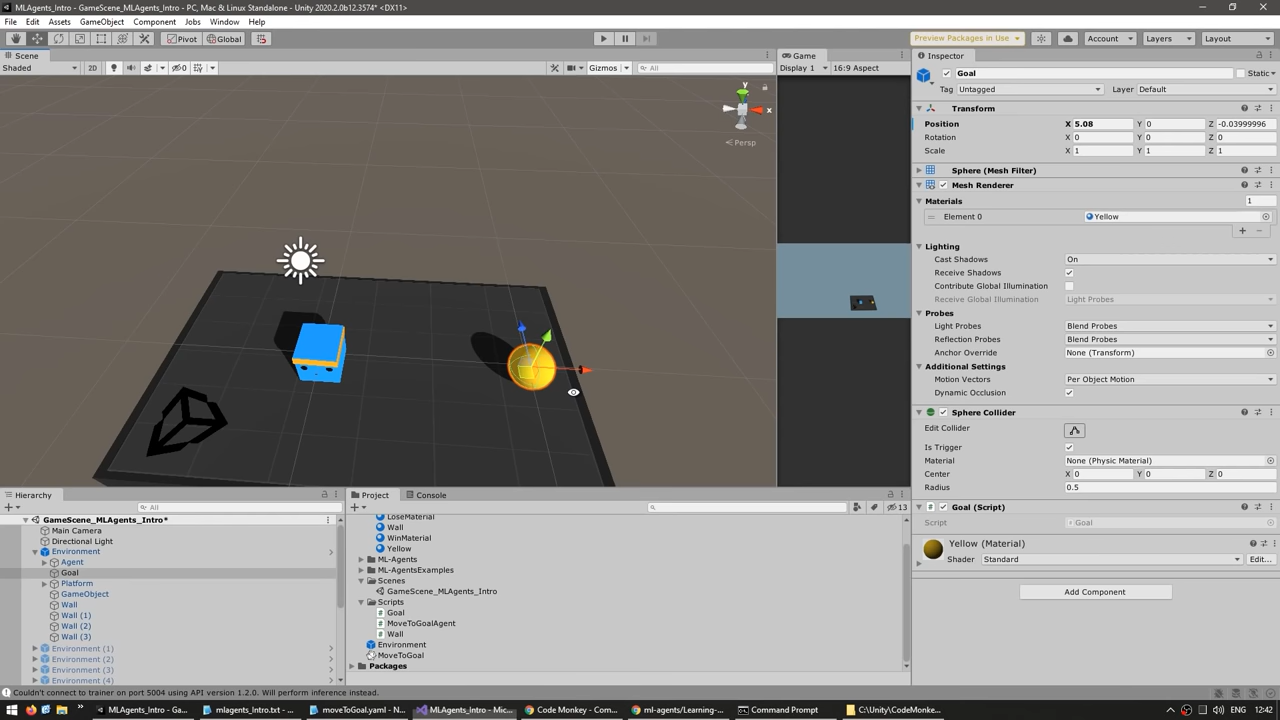 MLAgents_Intro - GameScene_MLAgents_Intro - PC, Mac & Linux Standalone - Unity 2020.2.0b12.3574* <DX11>
File Edit Assets GameObject Component Jobs Window Help
Pivot Global Preview Packages in Use Account Layers Layout
Scene Game Inspector
Shaded 2D 0 Gizmos All Display 1 16:9 Aspect
Goal Static
Tag Untagged Layer Default
y
x
Persp
Transform
Position X 5.08 Y 0 Z -0.03999996
Rotation X 0 Y 0 Z 0
Scale X 1 Y 1 Z 1
Sphere (Mesh Filter)
Mesh Renderer
Materials 1
Element 0 Yellow
Lighting
Cast Shadows On
Receive Shadows
Contribute Global Illumination
Receive Global Illumination Light Probes
Probes
Light Probes Blend Probes
Reflection Probes Blend Probes
Anchor Override None (Transform)
Additional Settings
Motion Vectors Per Object Motion
Dynamic Occlusion
Sphere Collider
Edit Collider
Is Trigger
Material None (Physic Material)
Center X 0 Y 0 Z 0
Radius 0.5
Goal (Script)
Script Goal
Yellow (Material)
Shader Standard Edit...
Add Component
Hierarchy
All
GameScene_MLAgents_Intro*
Main Camera
Directional Light
Environment
Agent
Goal
Platform
GameObject
Wall
Wall (1)
Wall (2)
Wall (3)
Environment (1)
Environment (2)
Environment (3)
Environment (4)
Project Console
13
LoseMaterial
Wall
WinMaterial
Yellow
ML-Agents
ML-AgentsExamples
Scenes
GameScene_MLAgents_Intro
Scripts
Goal
MoveToGoalAgent
Wall
Environment
MoveToGoal
Packages
Couldn't connect to trainer on port 5004 using API version 1.2.0. Will perform inference instead.
MLAgents_Intro - Ga... mlagents_intro.txt - ... moveToGoal.yaml - N... MLAgents_Intro - Mic... Code Monkey - Com... ml-agents/Learning-... Command Prompt C:\Unity\CodeMonke... ENG 12:42